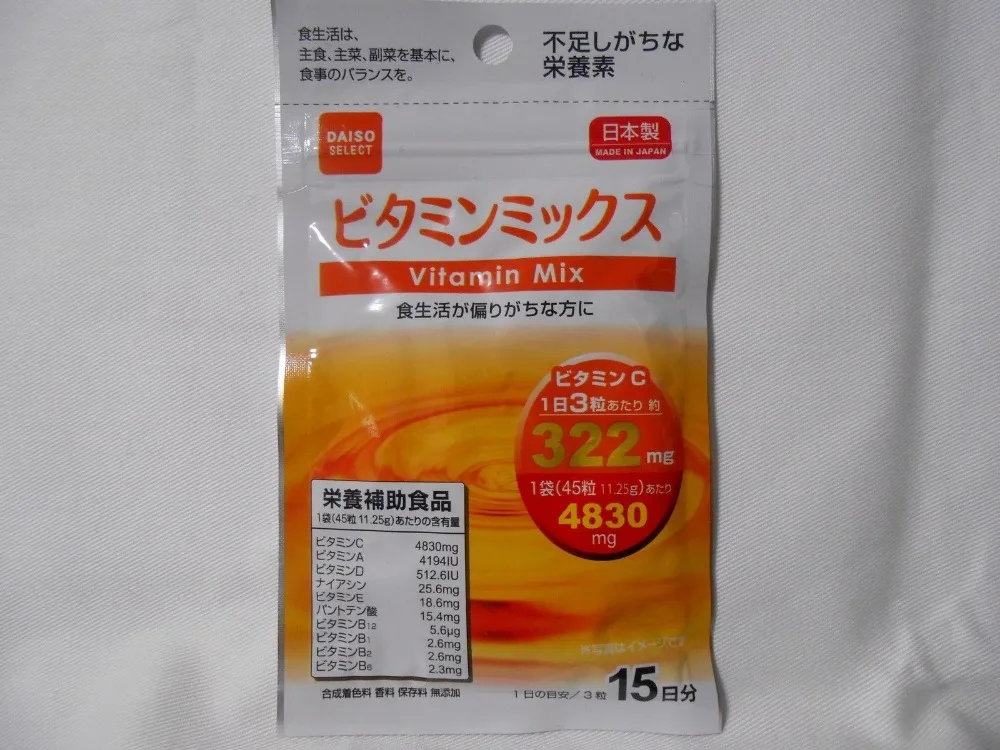 食生活は、
主食、主菜、副菜を基本に、
食事のバランスを。
不足しがちな
栄養素
DAISO
SELECT
日本製
MADE IN JAPAN
ビタミンミックス
Vitamin Mix
食生活が偏りがちな方に
ビタミンC
1日3粒あたり 約
322mg
1袋(45粒 11.25g)あたり
4830
mg
栄養補助食品
1袋(45粒 11.25g)あたりの含有量
ビタミンC 4830mg
ビタミンA 4194IU
ビタミンD 512.6IU
ナイアシン 25.6mg
ビタミンE 18.6mg
パントテン酸 15.4mg
ビタミンB12 5.6μg
ビタミンB1 2.6mg
ビタミンB2 2.6mg
ビタミンB6 2.3mg
合成着色料 香料 保存料 無添加
写真はイメージです
1日の目安/3粒 15日分